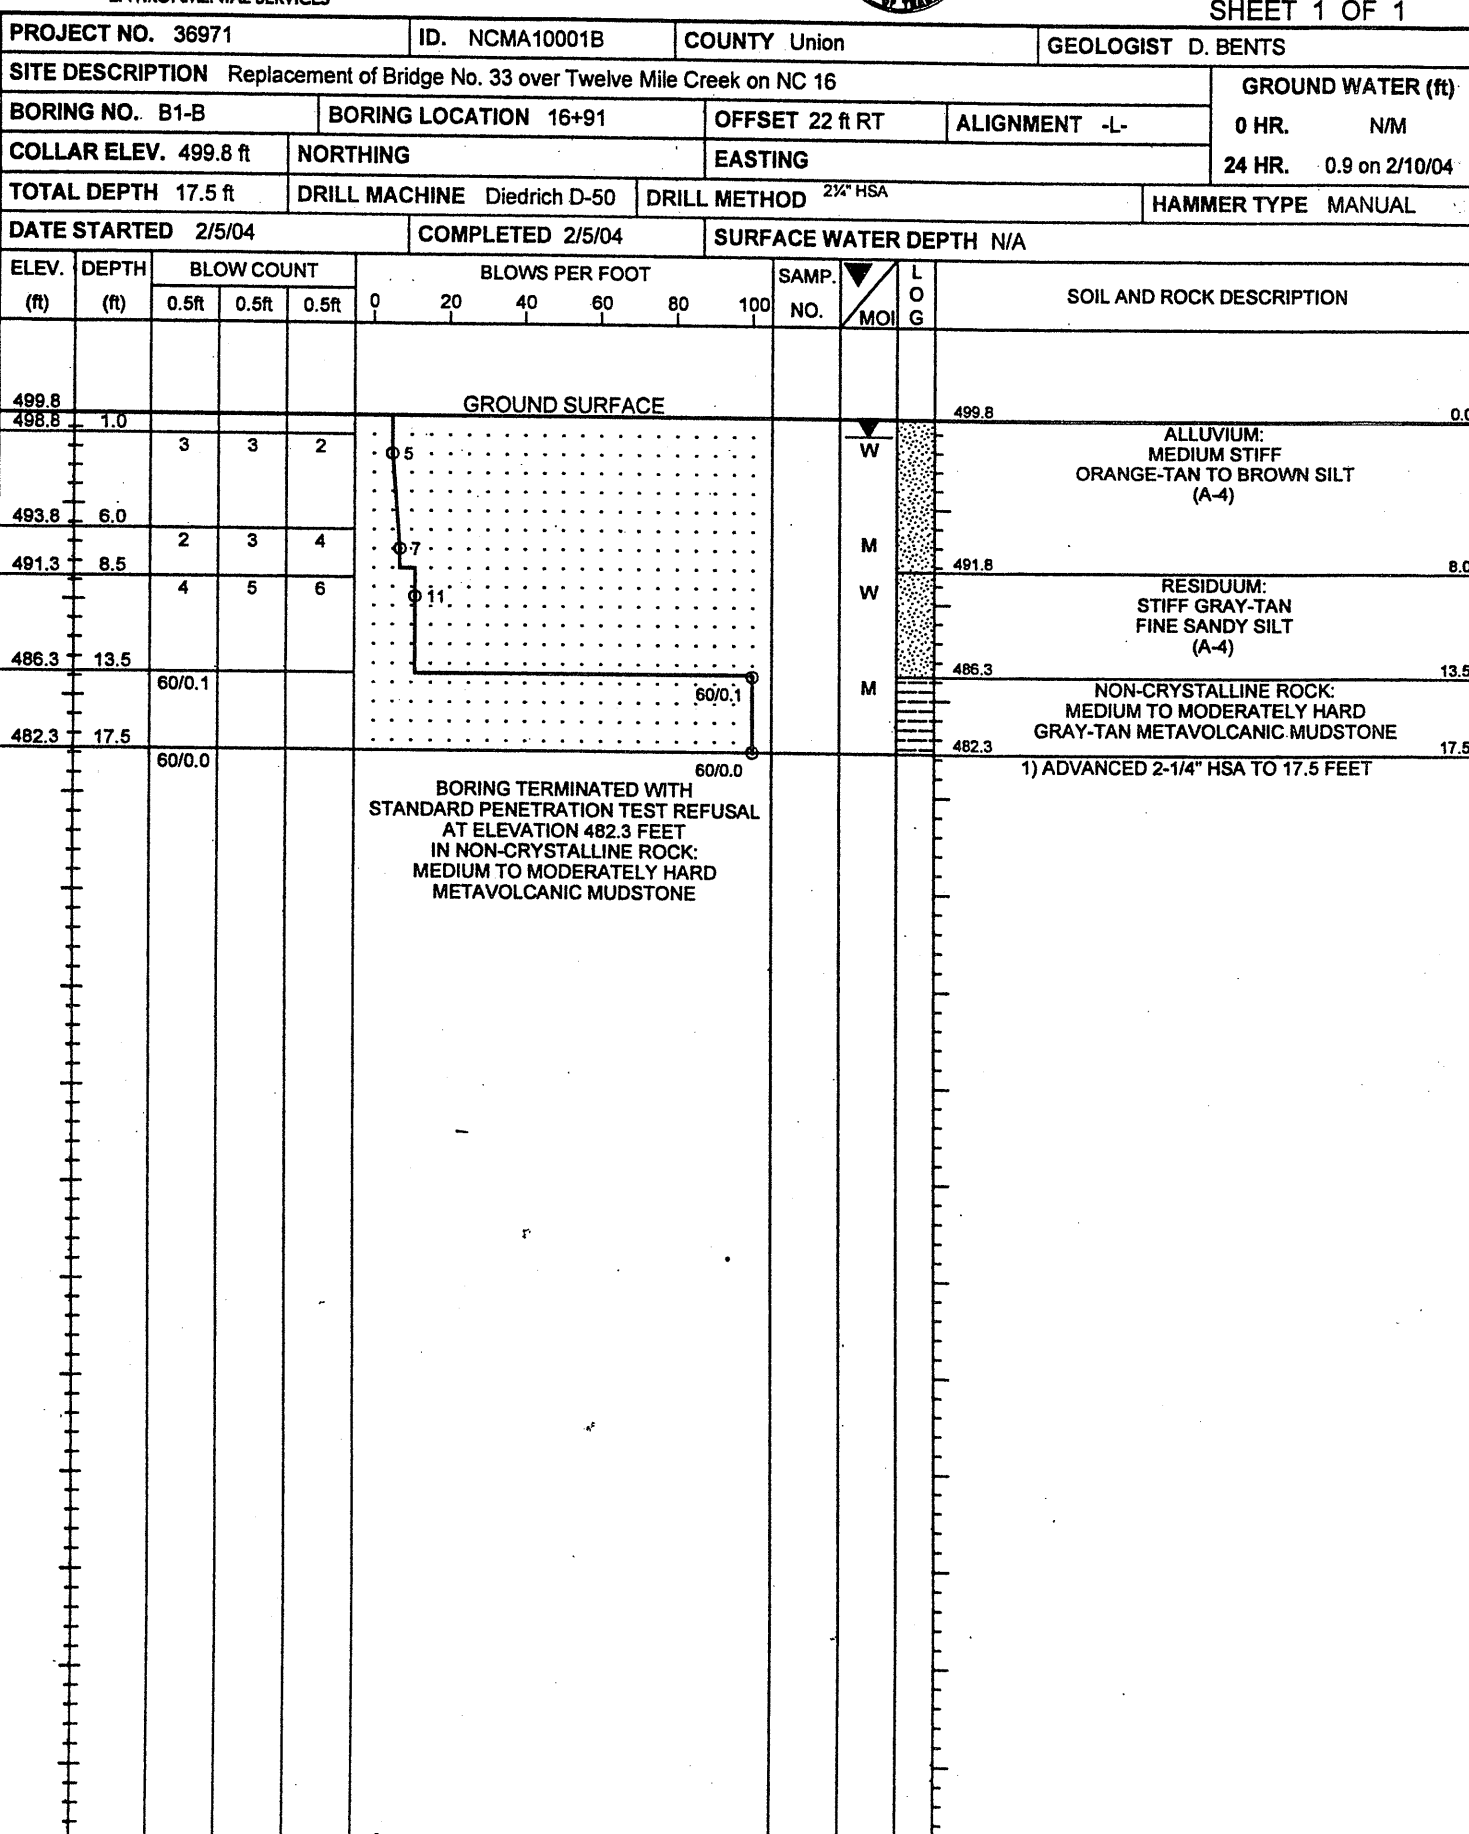 SHEET 1 OF 1
PROJECT NO. 36971 ID. NCMA10001B COUNTY Union GEOLOGIST D. BENTS
SITE DESCRIPTION Replacement of Bridge No. 33 over Twelve Mile Creek on NC 16 GROUND WATER (ft)
BORING NO. B1-B BORING LOCATION 16+91 OFFSET 22 ft RT ALIGNMENT -L- 0 HR. N/M
COLLAR ELEV. 499.8 ft NORTHING EASTING 24 HR. 0.9 on 2/10/04
TOTAL DEPTH 17.5 ft DRILL MACHINE Diedrich D-50 DRILL METHOD 2¼" HSA HAMMER TYPE MANUAL
DATE STARTED 2/5/04 COMPLETED 2/5/04 SURFACE WATER DEPTH N/A
ELEV. DEPTH BLOW COUNT BLOWS PER FOOT SAMP. L
(ft) (ft) 0.5ft 0.5ft 0.5ft 0 20 40 60 80 100 NO. MOI O G SOIL AND ROCK DESCRIPTION
499.8 GROUND SURFACE 499.8 0.0
498.8 1.0
3 3 2 5 W
ALLUVIUM:
MEDIUM STIFF
ORANGE-TAN TO BROWN SILT
(A-4)
493.8 6.0
2 3 4 7 M
491.3 8.5 491.8 8.0
4 5 6 11 W
RESIDUUM:
STIFF GRAY-TAN
FINE SANDY SILT
(A-4)
486.3 13.5 486.3 13.5
60/0.1 60/0.1 M
NON-CRYSTALLINE ROCK:
MEDIUM TO MODERATELY HARD
GRAY-TAN METAVOLCANIC MUDSTONE
482.3 17.5 482.3 17.5
60/0.0 60/0.0 1) ADVANCED 2-1/4" HSA TO 17.5 FEET
BORING TERMINATED WITH
STANDARD PENETRATION TEST REFUSAL
AT ELEVATION 482.3 FEET
IN NON-CRYSTALLINE ROCK:
MEDIUM TO MODERATELY HARD
METAVOLCANIC MUDSTONE